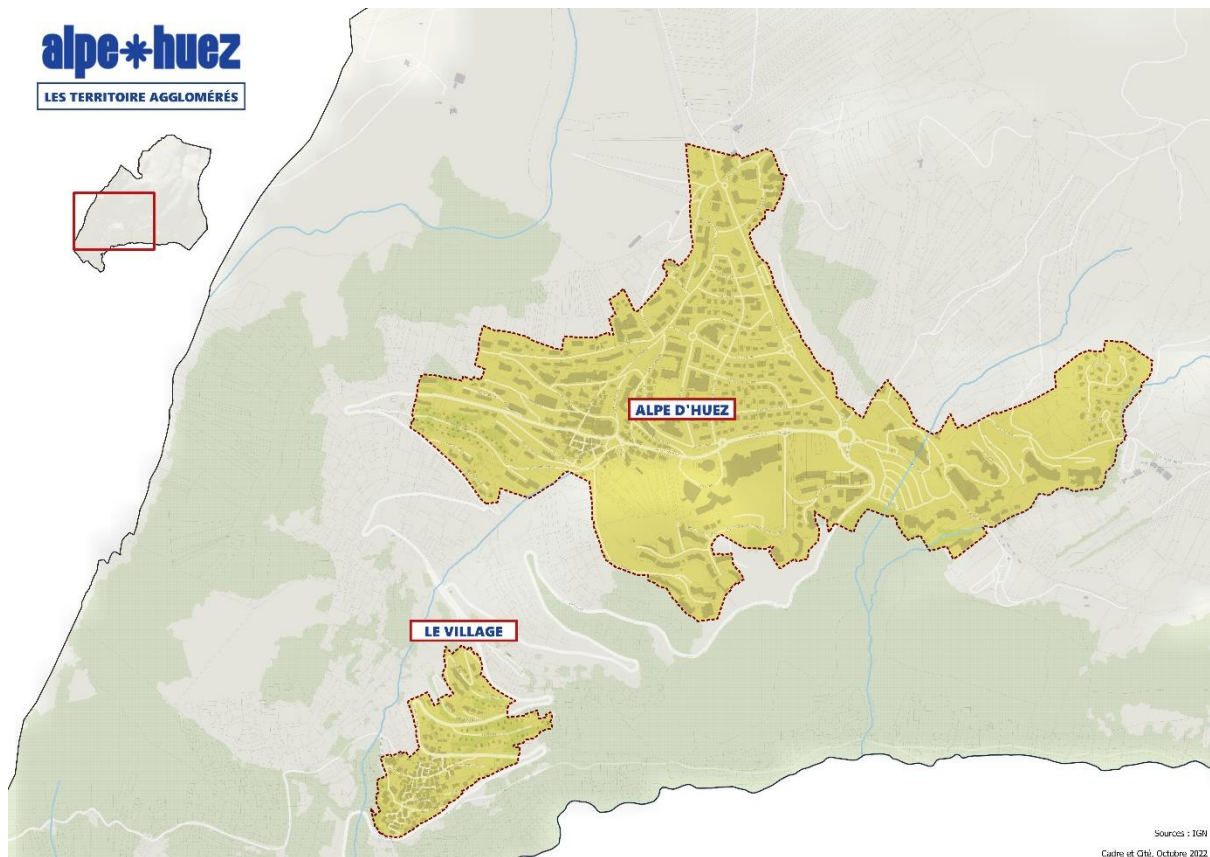 alpe*huez
LES TERRITOIRE AGGLOMÉRÉS
ALPE D'HUEZ
LE VILLAGE
Sources : IGN
Cadre et Cité, Octobre 2022